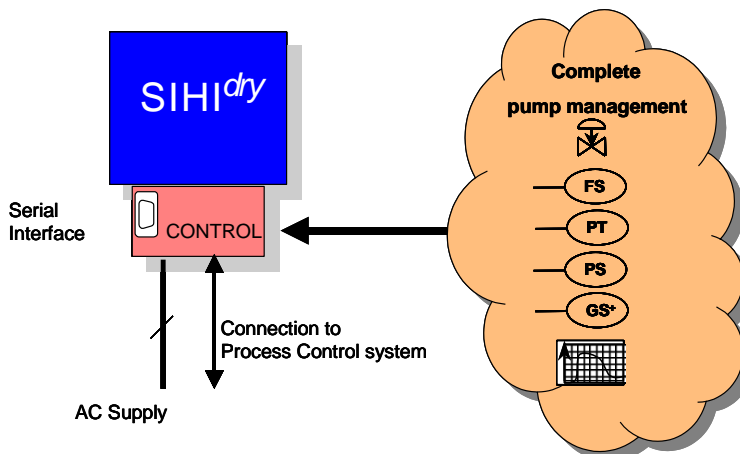 SIHIdry
Serial
Interface
CONTROL
Connection to
Process Control system
AC Supply
Complete
pump management
FS
PT
PS
GS+